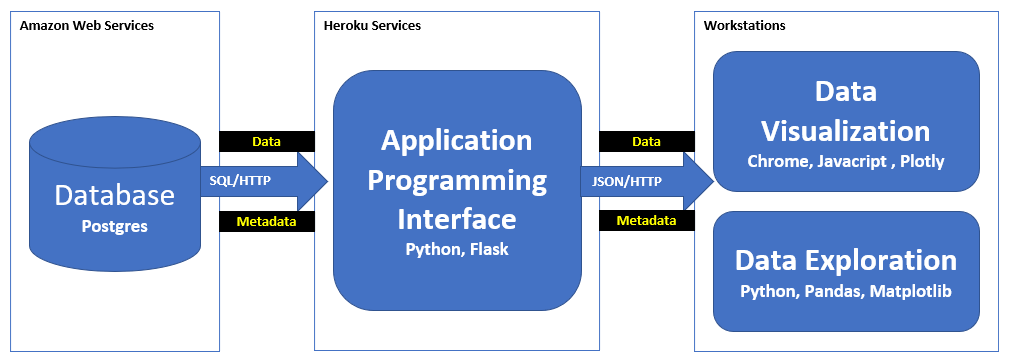 Amazon Web Services
Database
Postgres
Data
SQL/HTTP
Metadata
Heroku Services
Application
Programming
Interface
Python, Flask
Data
JSON/HTTP
Metadata
Workstations
Data
Visualization
Chrome, Javacript , Plotly
Data Exploration
Python, Pandas, Matplotlib